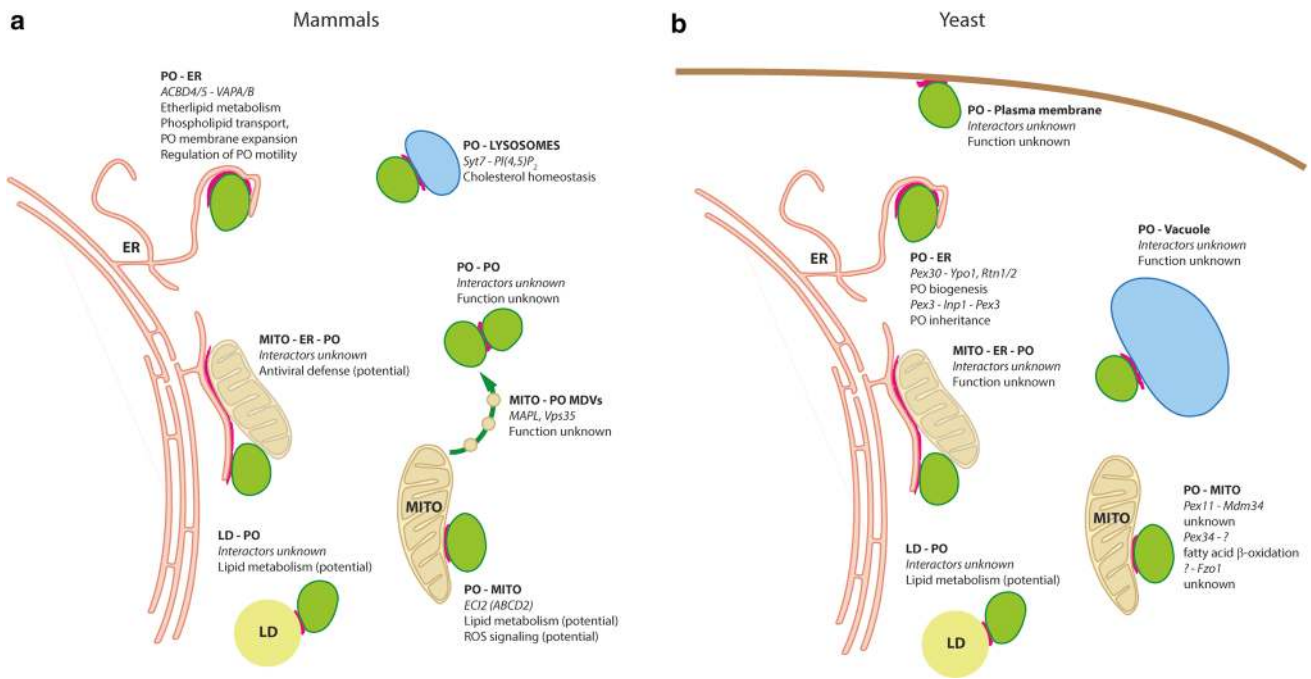 a
Mammals
PO - ER
ACBD4/5 - VAPA/B
Etherlipid metabolism
Phospholipid transport,
PO membrane expansion
Regulation of PO motility
PO - LYSOSOMES
Syt7 - PI(4,5)P2
Cholesterol homeostasis
ER
PO - PO
Interactors unknown
Function unknown
MITO - ER - PO
Interactors unknown
Antiviral defense (potential)
MITO - PO MDVs
MAPL, Vps35
Function unknown
MITO
LD - PO
Interactors unknown
Lipid metabolism (potential)
PO - MITO
ECI2 (ABCD2)
Lipid metabolism (potential)
ROS signaling (potential)
LD
b
Yeast
PO - Plasma membrane
Interactors unknown
Function unknown
PO - Vacuole
Interactors unknown
Function unknown
ER
PO - ER
Pex30 - Ypo1, Rtn1/2
PO biogenesis
Pex3 - Inp1 - Pex3
PO inheritance
MITO - ER - PO
Interactors unknown
Function unknown
MITO
PO - MITO
Pex11 - Mdm34
unknown
Pex34 - ?
fatty acid β-oxidation
? - Fzo1
unknown
LD - PO
Interactors unknown
Lipid metabolism (potential)
LD